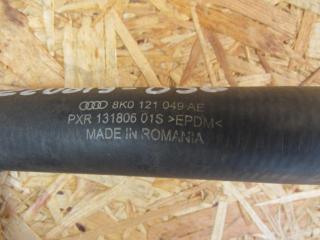 8K0 121 049 AE
PXR 131806 01S >EPDM<
MADE IN ROMANIA